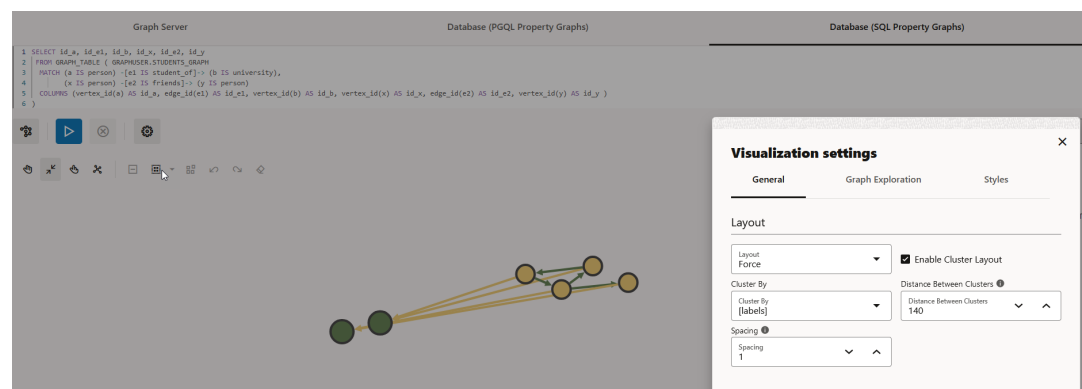 Graph Server
Database (PGQL Property Graphs)
Database (SQL Property Graphs)
1 SELECT id_a, id_e1, id_b, id_x, id_e2, id_y
2 FROM GRAPH_TABLE ( GRAPHUSER.STUDENTS_GRAPH
3 MATCH (a IS person) -[e1 IS student_of]-> (b IS university),
4 (x IS person) -[e2 IS friends]-> (y IS person)
5 COLUMNS (vertex_id(a) AS id_a, edge_id(e1) AS id_e1, vertex_id(b) AS id_b, vertex_id(x) AS id_x, edge_id(e2) AS id_e2, vertex_id(y) AS id_y )
6 )
Visualization settings
General
Graph Exploration
Styles
Layout
Layout
Force
Enable Cluster Layout
Cluster By
Distance Between Clusters
Cluster By
[labels]
Distance Between Clusters
140
Spacing
Spacing
1